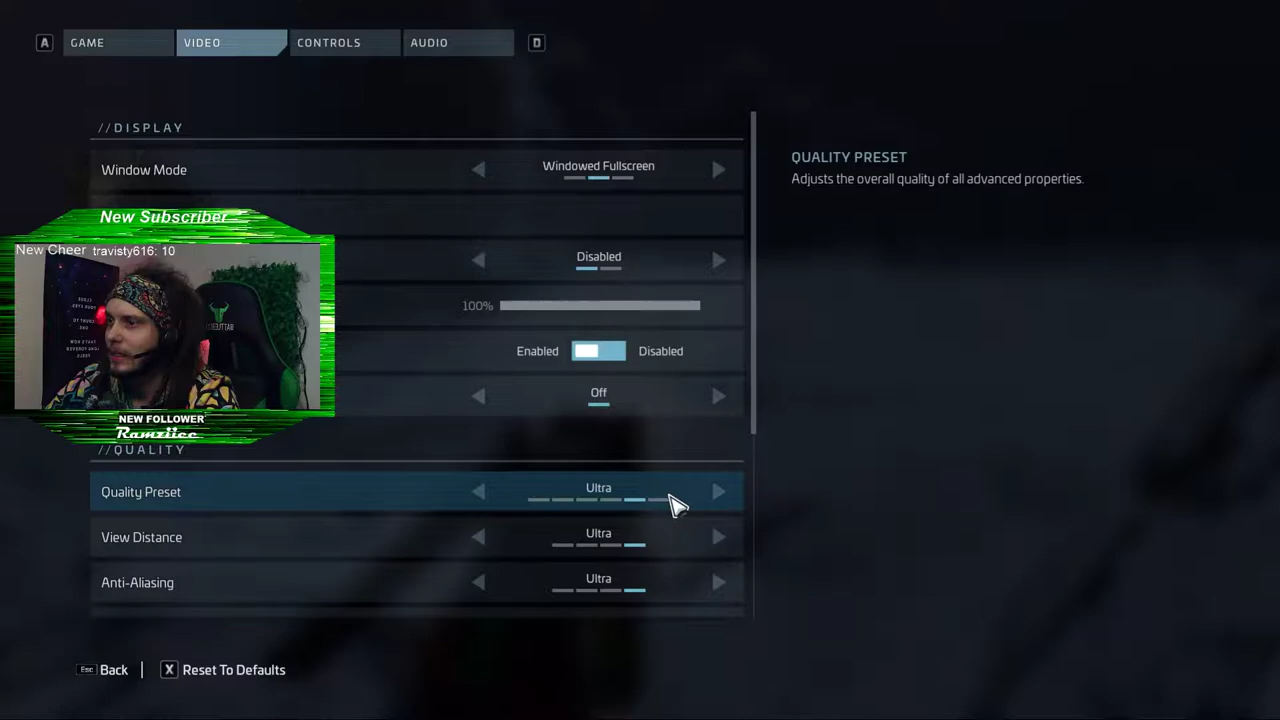 A
GAME
VIDEO
CONTROLS
AUDIO
D
//DISPLAY
QUALITY PRESET
Adjusts the overall quality of all advanced properties.
Window Mode
Windowed Fullscreen
New Subscriber
New Cheer travisty616: 10
Disabled
100%
Enabled
Disabled
Off
NEW FOLLOWER
Ramziicc
//QUALITY
Quality Preset
Ultra
View Distance
Ultra
Anti-Aliasing
Ultra
Esc Back
X Reset To Defaults